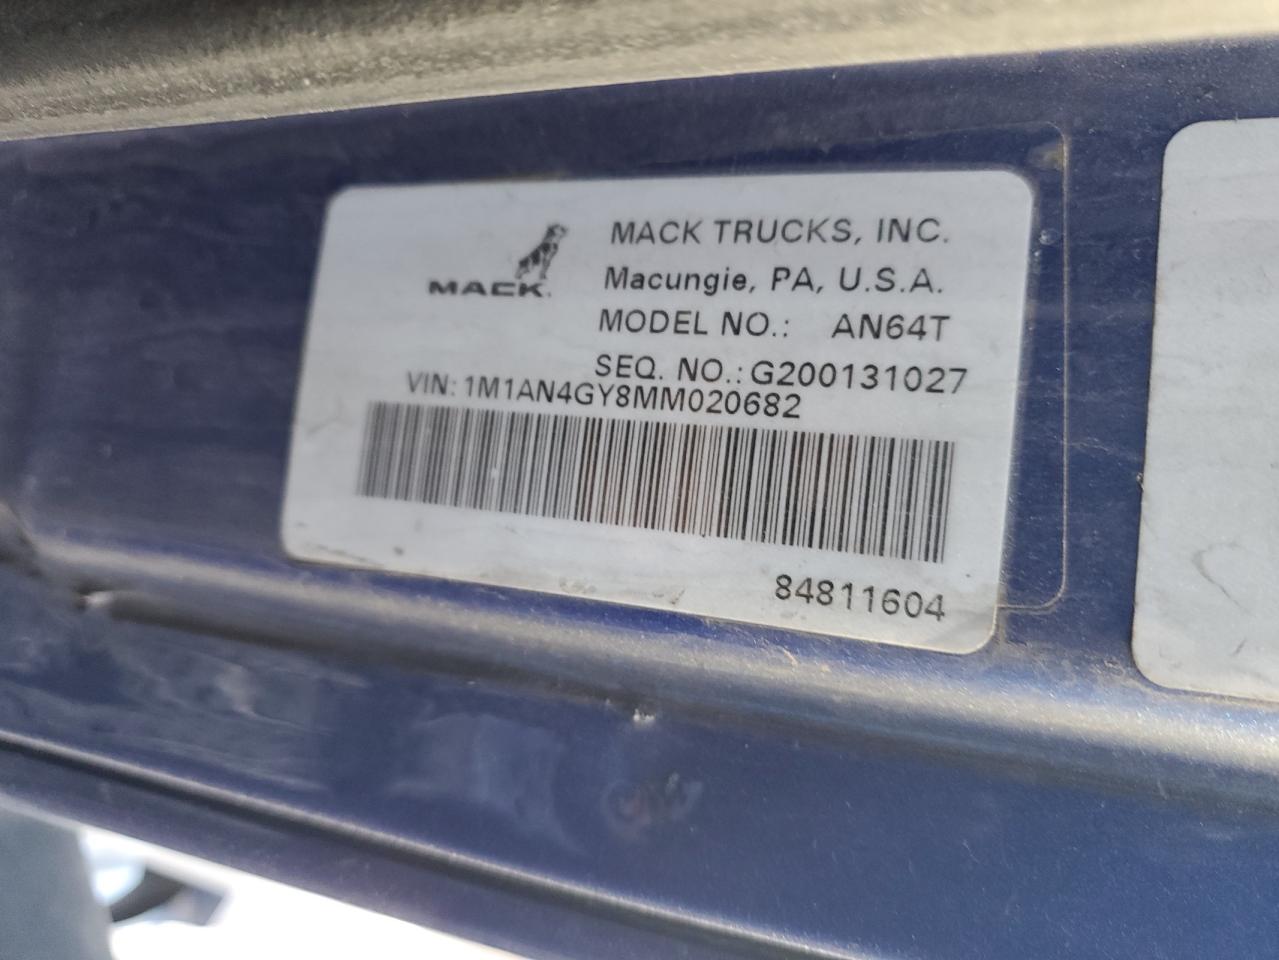 MACK.
MACK TRUCKS, INC.
Macungie, PA, U.S.A.
MODEL NO.: AN64T
SEQ. NO.: G200131027
VIN: 1M1AN4GY8MM020682
84811604